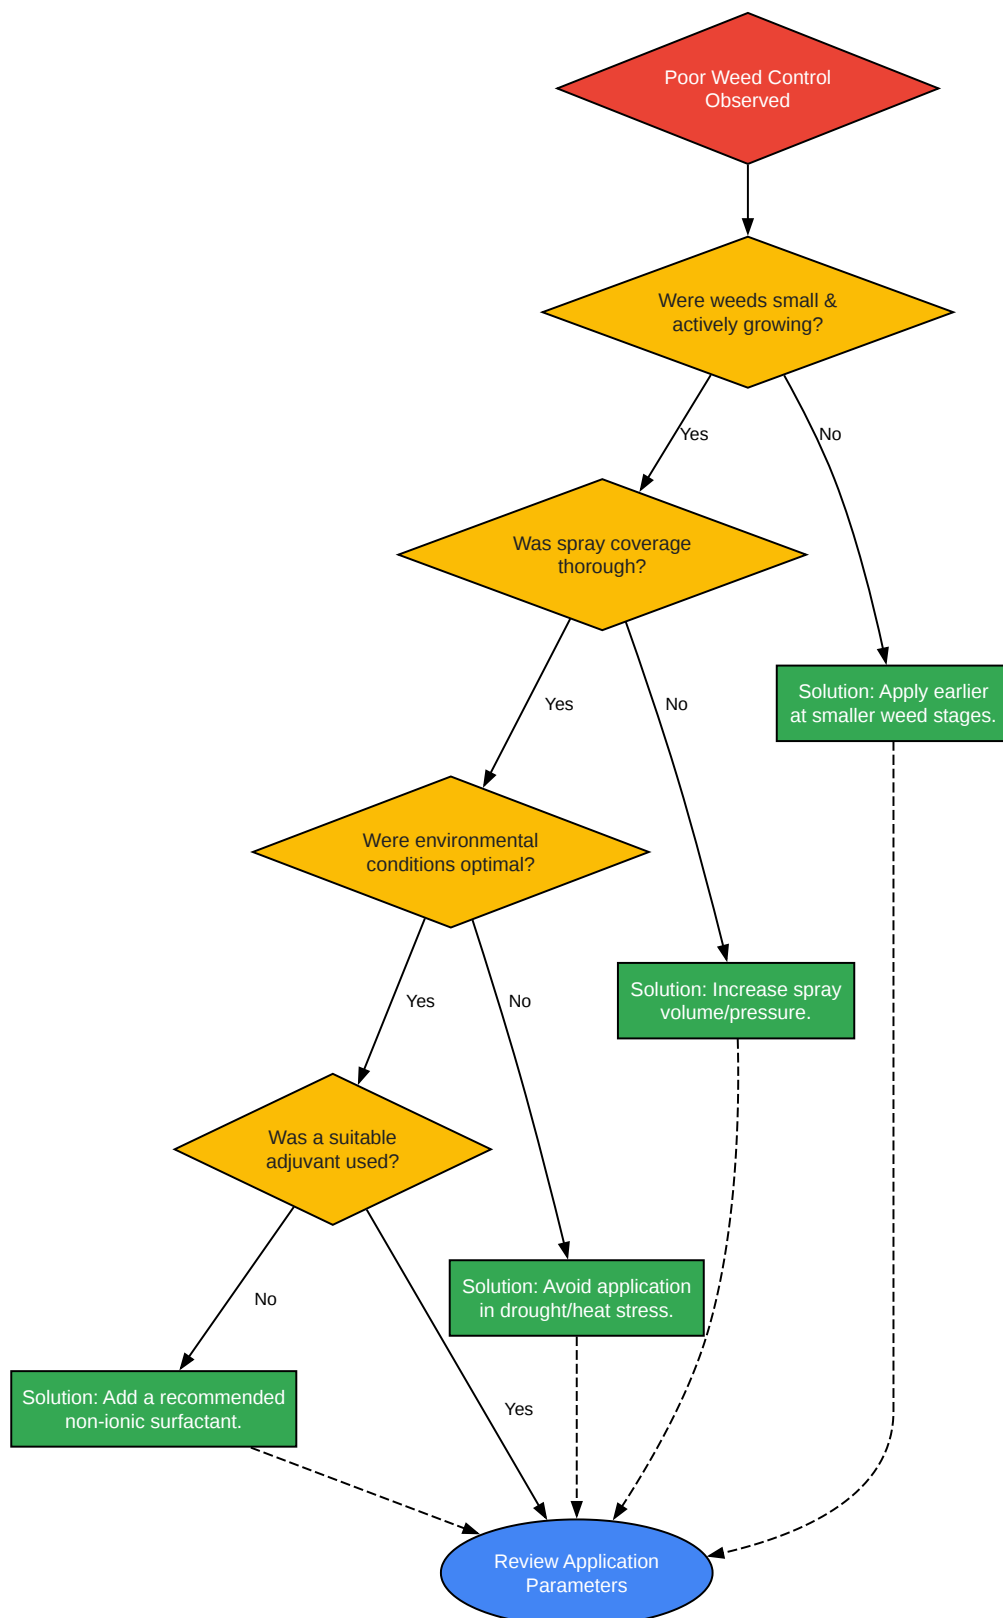 Poor Weed Control
Observed
Were weeds small &
actively growing?
Yes
No
Was spray coverage
thorough?
Solution: Apply earlier
at smaller weed stages.
Yes
No
Were environmental
conditions optimal?
Solution: Increase spray
volume/pressure.
Yes
No
Was a suitable
adjuvant used?
Solution: Avoid application
in drought/heat stress.
No
Solution: Add a recommended
non-ionic surfactant.
Yes
Review Application
Parameters